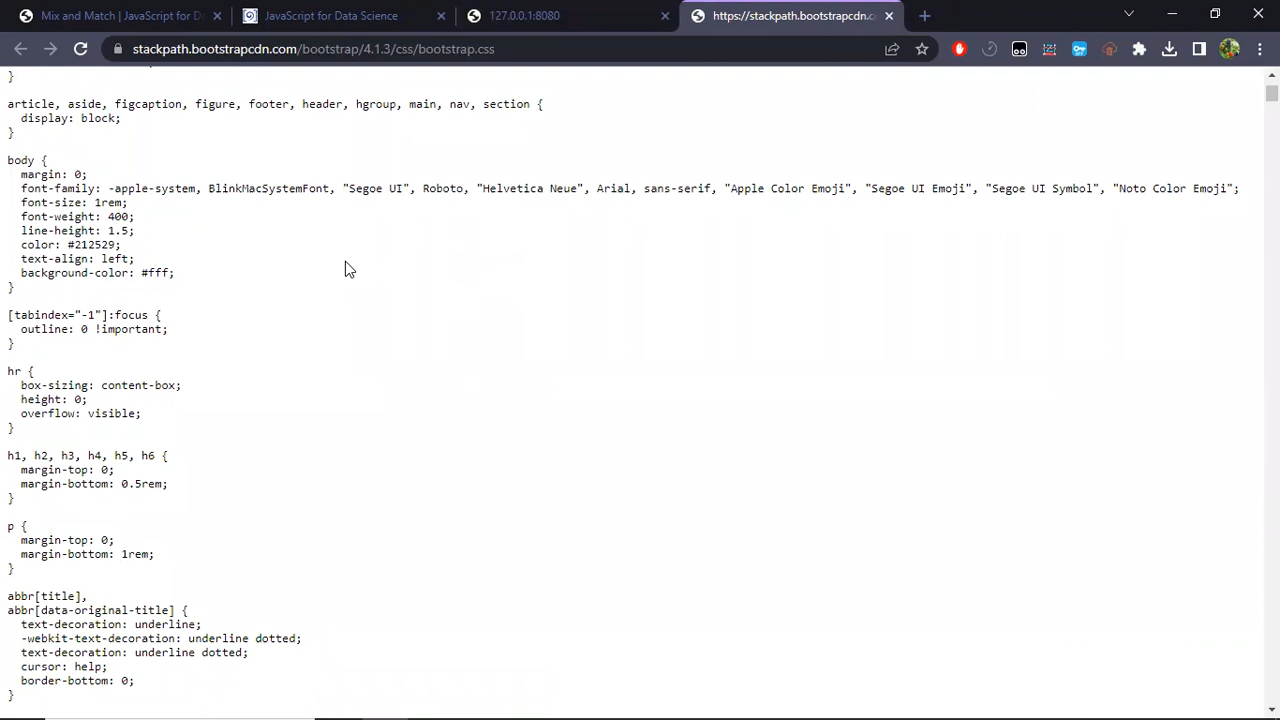 Mix and Match | JavaScript for Da
JavaScript for Data Science
127.0.0.1:8080
https://stackpath.bootstrapcdn.c
stackpath.bootstrapcdn.com/bootstrap/4.1.3/css/bootstrap.css
}
article, aside, figcaption, figure, footer, header, hgroup, main, nav, section {
display: block;
}
body {
margin: 0;
font-family: -apple-system, BlinkMacSystemFont, "Segoe UI", Roboto, "Helvetica Neue", Arial, sans-serif, "Apple Color Emoji", "Segoe UI Emoji", "Segoe UI Symbol", "Noto Color Emoji";
font-size: 1rem;
font-weight: 400;
line-height: 1.5;
color: #212529;
text-align: left;
background-color: #fff;
}
[tabindex="-1"]:focus {
outline: 0 !important;
}
hr {
box-sizing: content-box;
height: 0;
overflow: visible;
}
h1, h2, h3, h4, h5, h6 {
margin-top: 0;
margin-bottom: 0.5rem;
}
p {
margin-top: 0;
margin-bottom: 1rem;
}
abbr[title],
abbr[data-original-title] {
text-decoration: underline;
-webkit-text-decoration: underline dotted;
text-decoration: underline dotted;
cursor: help;
border-bottom: 0;
}